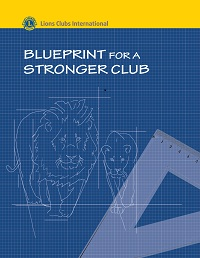 Lions Clubs International
BLUEPRINT FOR A
STRONGER CLUB